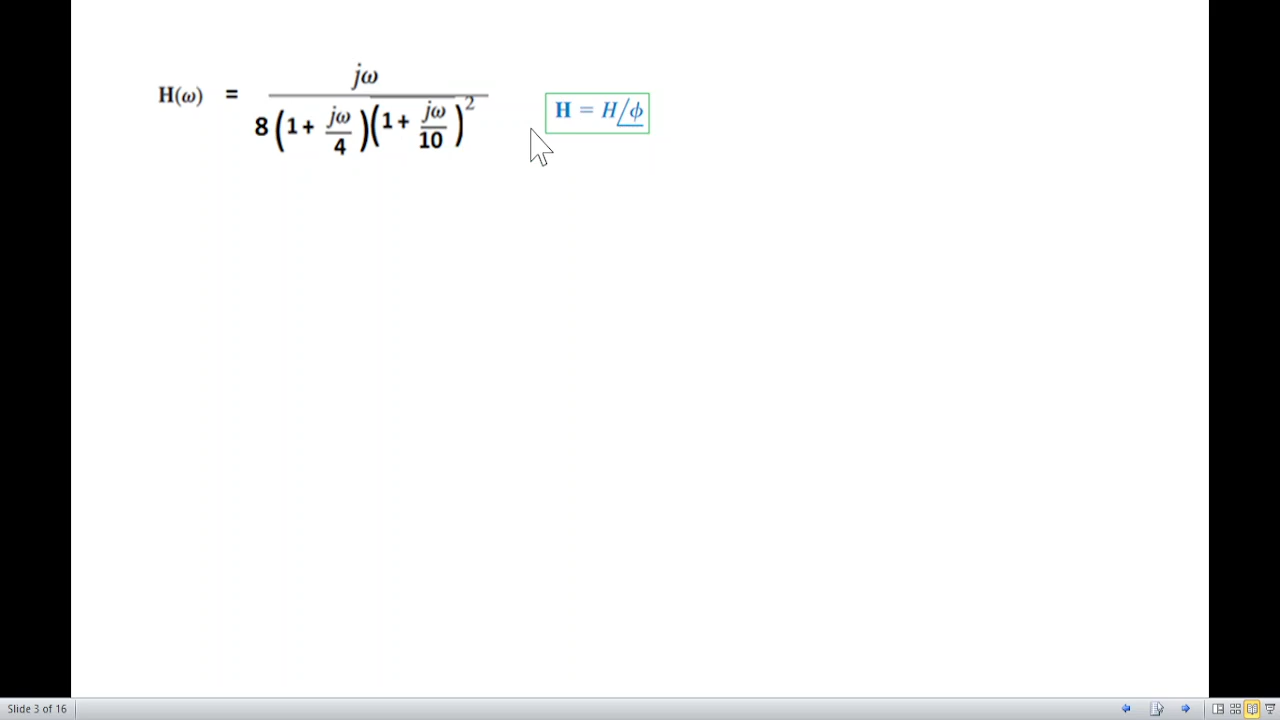 H(ω) = jω / 8 (1 + jω/4)(1 + jω/10)²
H = H/ϕ
Slide 3 of 16